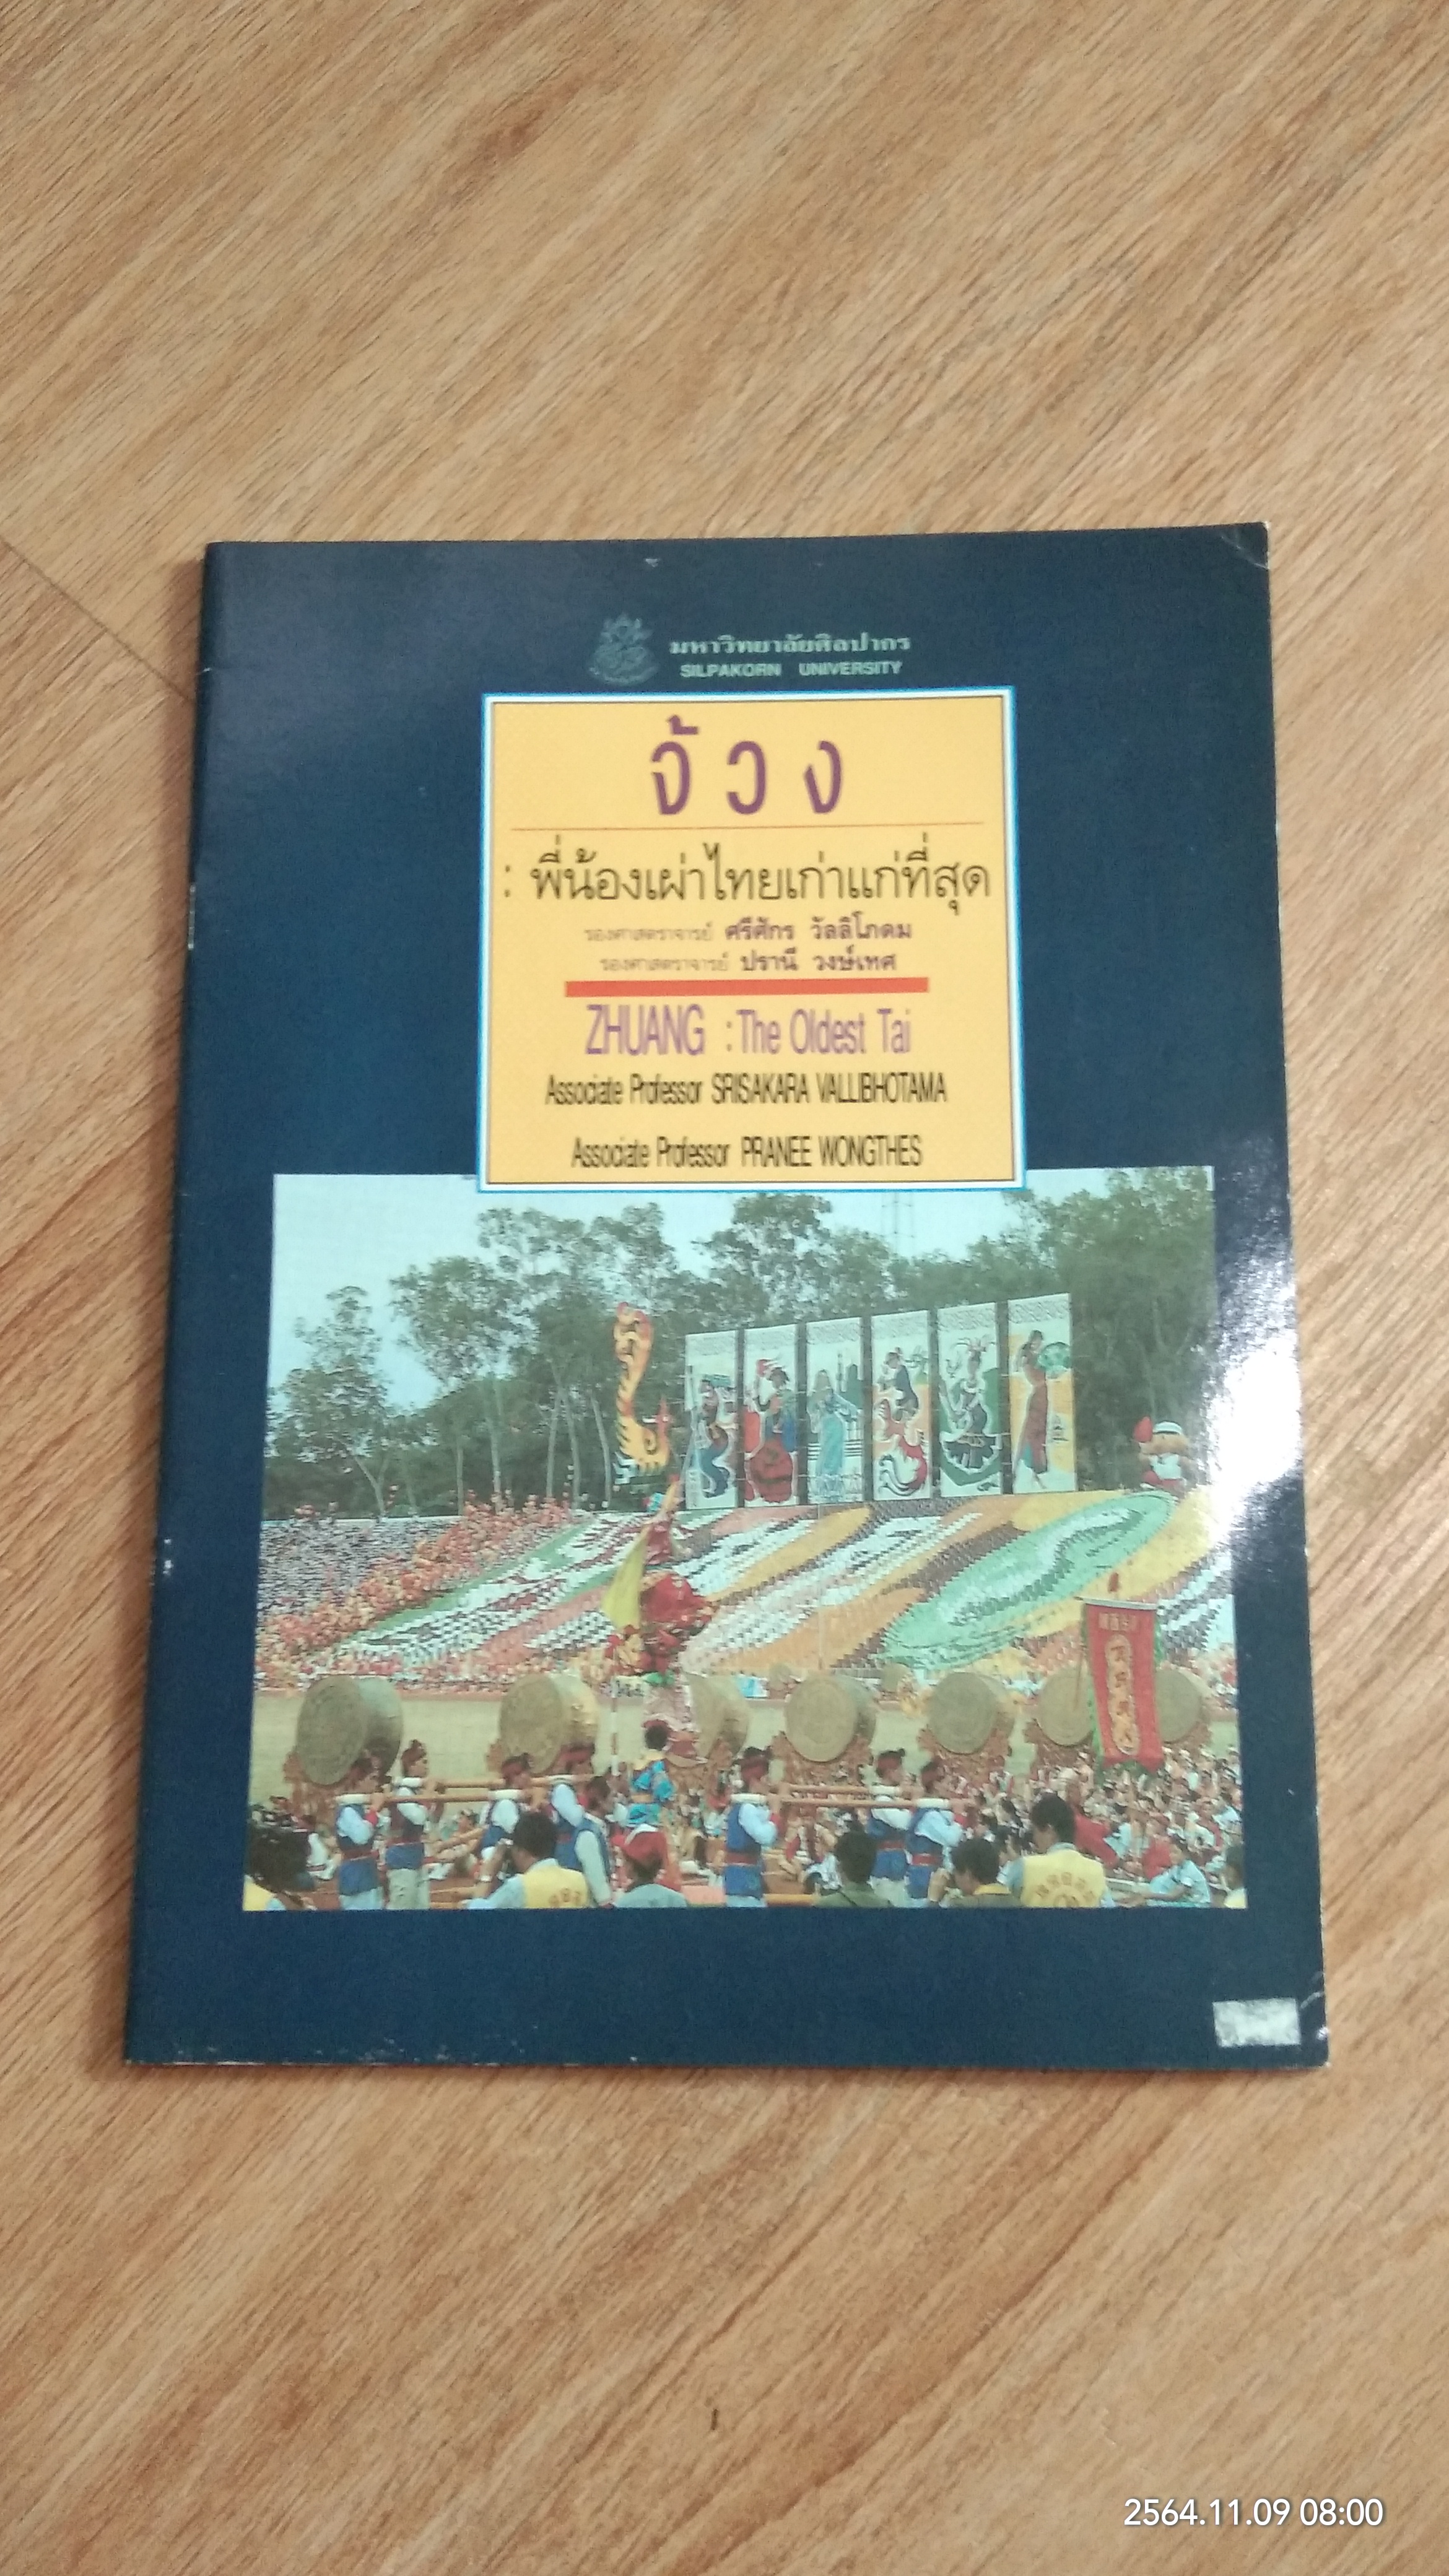 มหาวิทยาลัยศิลปากร
SILPAKORN UNIVERSITY
จ้วง
: พี่น้องเผ่าไทยเก่าแก่ที่สุด
รองศาสตราจารย์ ศรีศักร วัลลิโภดม
รองศาสตราจารย์ ปรานี วงษ์เทศ
ZHUANG : The Oldest Tai
Associate Professor SRISAKARA VALLIBHOTAMA
Associate Professor PRANEE WONGTHES
2564.11.09 08:00